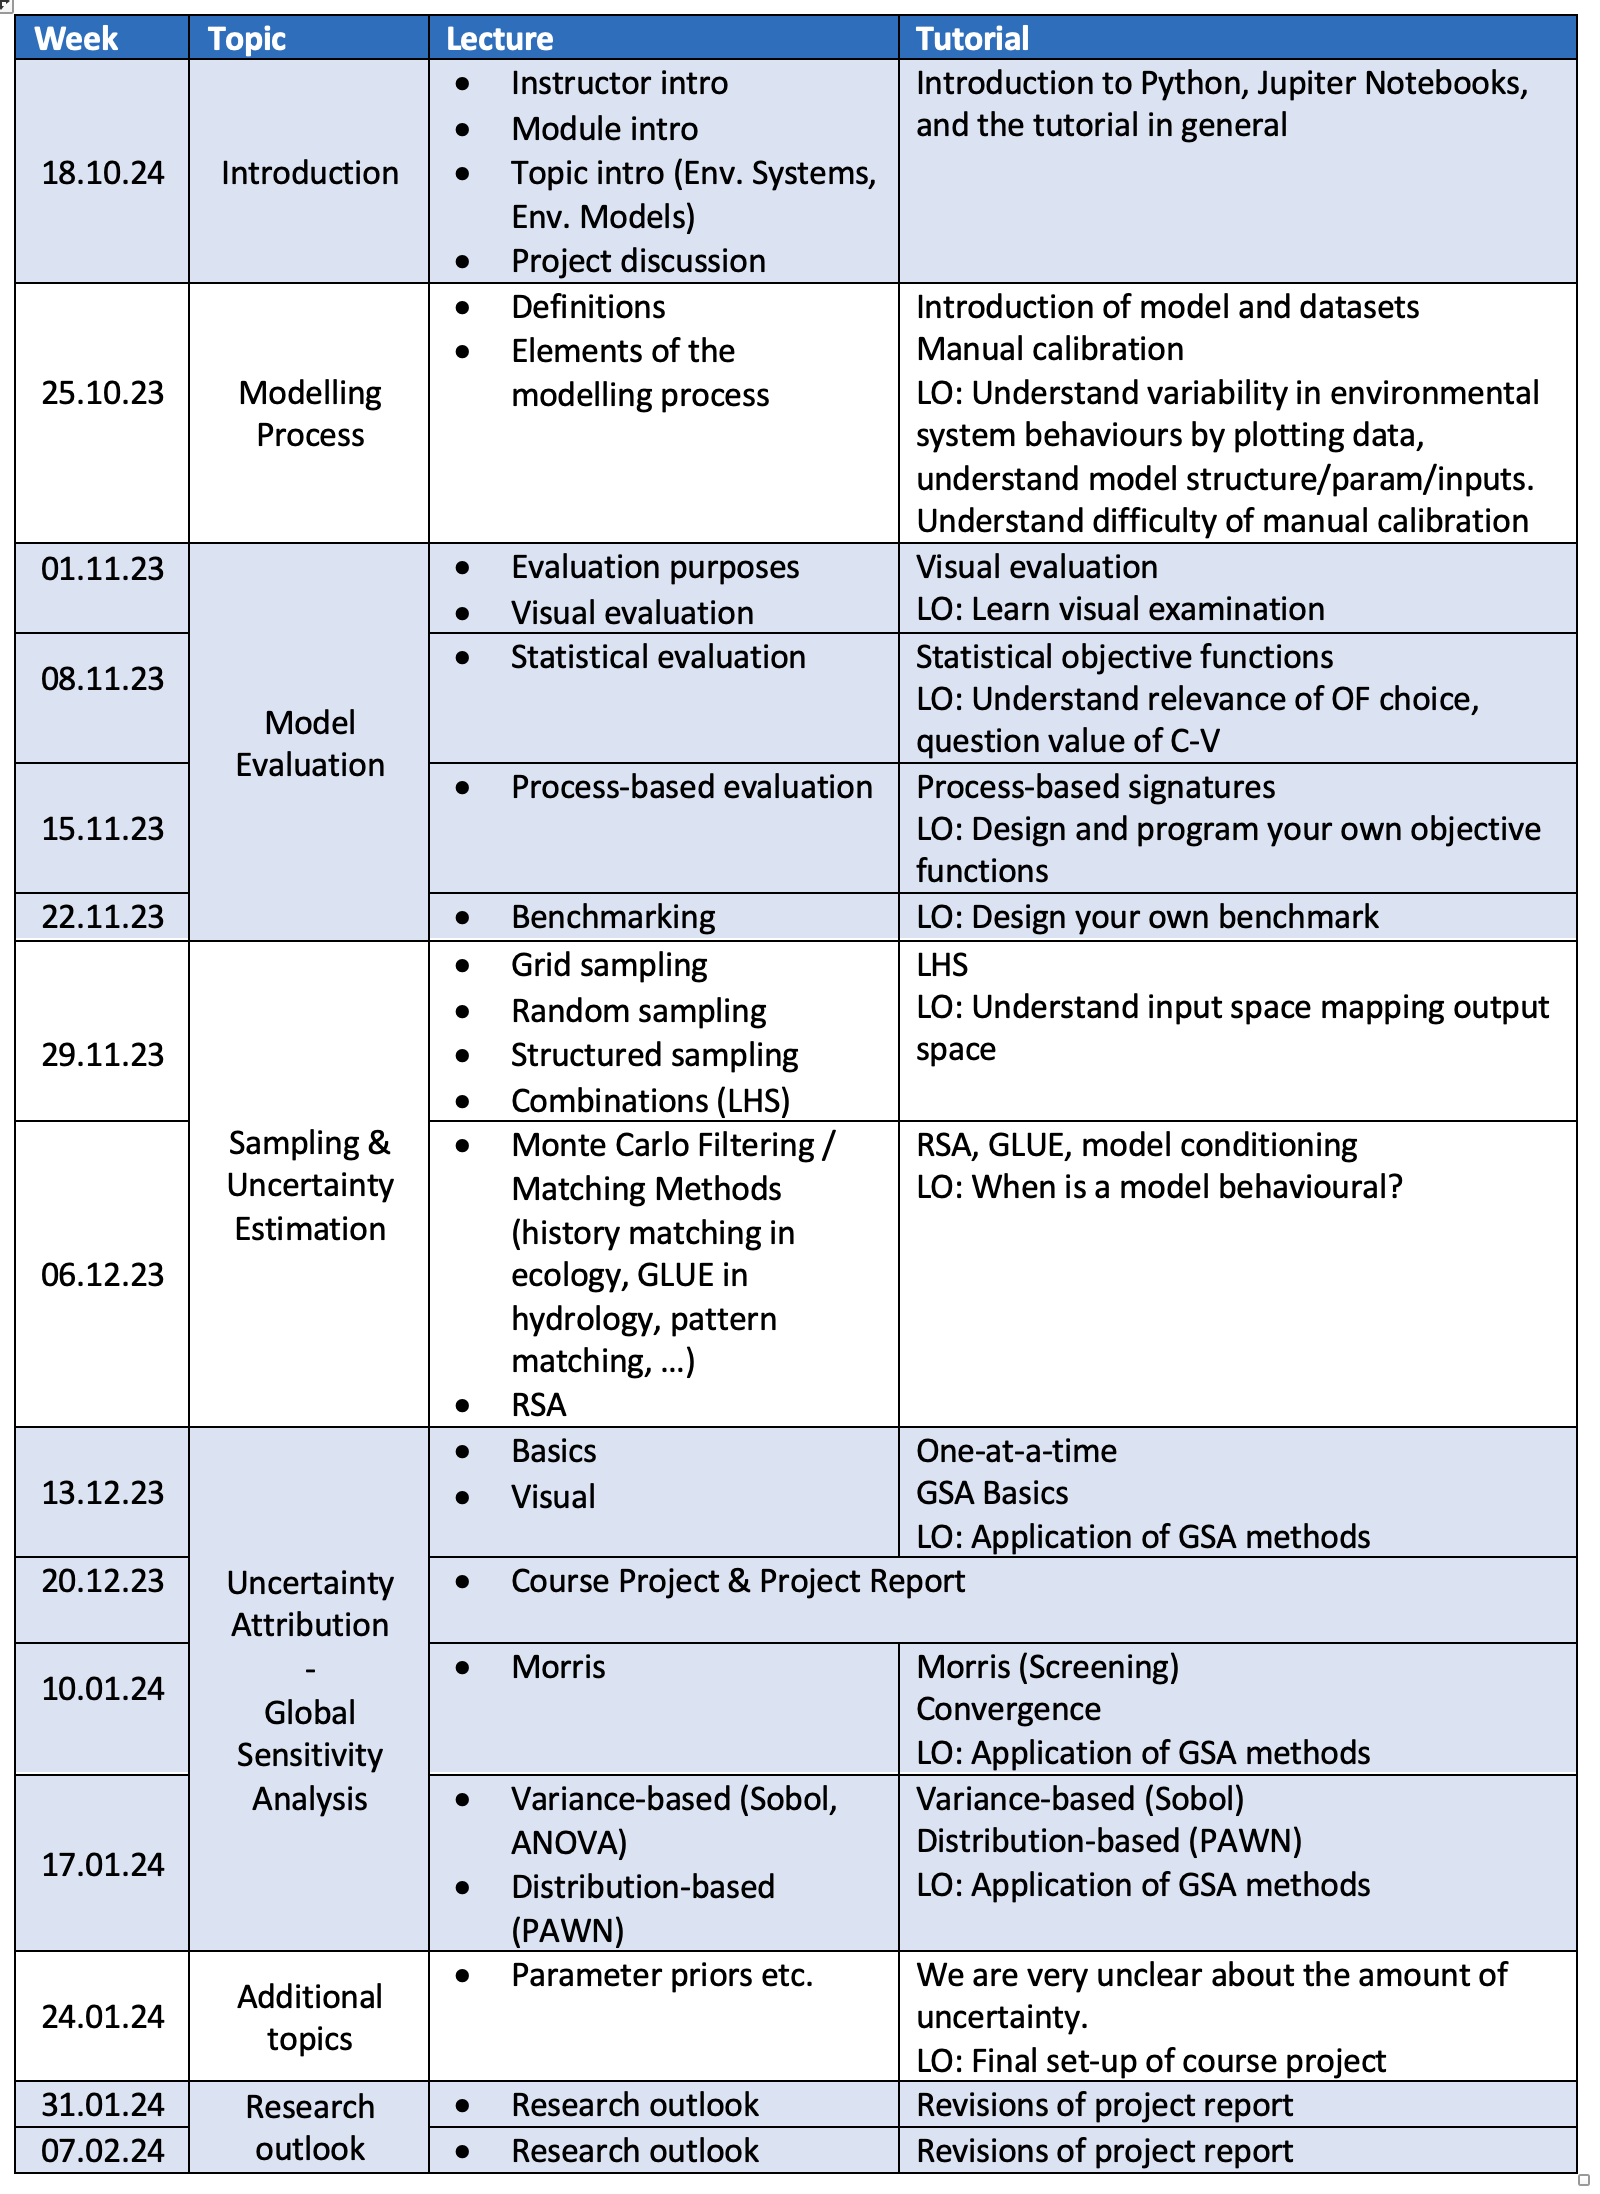 Week Topic Lecture Tutorial
18.10.24
Introduction
• Instructor intro
• Module intro
• Topic intro (Env. Systems,
Env. Models)
• Project discussion
Introduction to Python, Jupiter Notebooks,
and the tutorial in general
25.10.23
Modelling
Process
• Definitions
• Elements of the
modelling process
Introduction of model and datasets
Manual calibration
LO: Understand variability in environmental
system behaviours by plotting data,
understand model structure/param/inputs.
Understand difficulty of manual calibration
01.11.23
Model
Evaluation
• Evaluation purposes
• Visual evaluation
Visual evaluation
LO: Learn visual examination
08.11.23
• Statistical evaluation
Statistical objective functions
LO: Understand relevance of OF choice,
question value of C-V
15.11.23
• Process-based evaluation
Process-based signatures
LO: Design and program your own objective
functions
22.11.23
• Benchmarking
LO: Design your own benchmark
29.11.23
Sampling &
Uncertainty
Estimation
• Grid sampling
• Random sampling
• Structured sampling
• Combinations (LHS)
LHS
LO: Understand input space mapping output
space
06.12.23
• Monte Carlo Filtering /
Matching Methods
(history matching in
ecology, GLUE in
hydrology, pattern
matching, ...)
• RSA
RSA, GLUE, model conditioning
LO: When is a model behavioural?
13.12.23
Uncertainty
Attribution
-
Global
Sensitivity
Analysis
• Basics
• Visual
One-at-a-time
GSA Basics
LO: Application of GSA methods
20.12.23
• Course Project & Project Report
10.01.24
• Morris
Morris (Screening)
Convergence
LO: Application of GSA methods
17.01.24
• Variance-based (Sobol,
ANOVA)
• Distribution-based
(PAWN)
Variance-based (Sobol)
Distribution-based (PAWN)
LO: Application of GSA methods
24.01.24
Additional
topics
• Parameter priors etc.
We are very unclear about the amount of
uncertainty.
LO: Final set-up of course project
31.01.24
Research
outlook
• Research outlook
Revisions of project report
07.02.24
• Research outlook
Revisions of project report